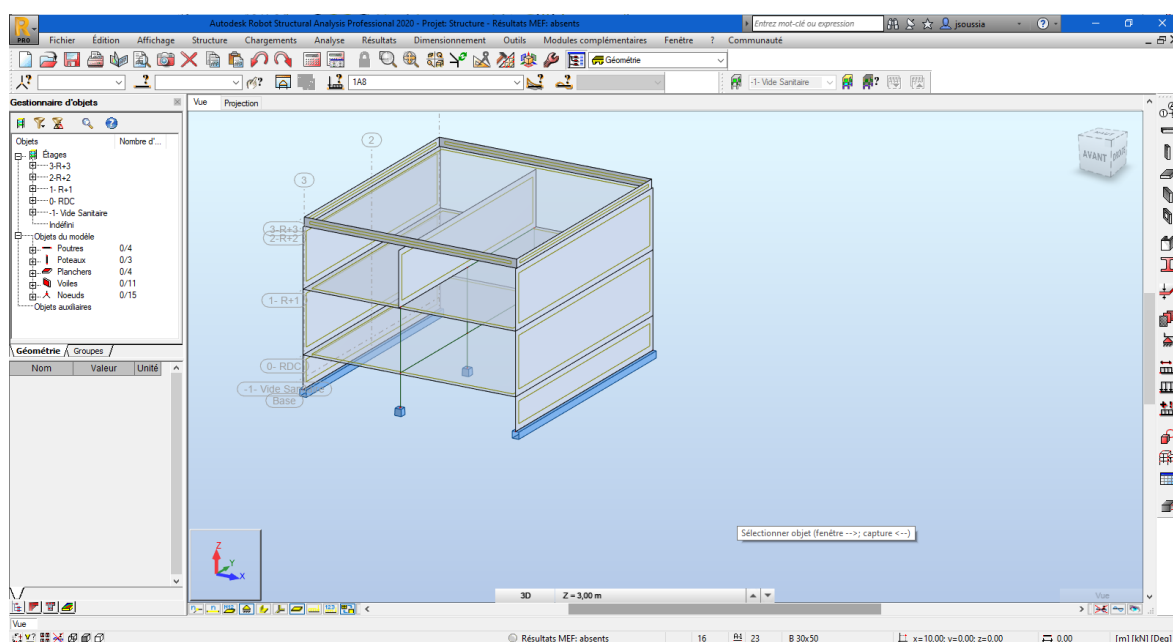 Autodesk Robot Structural Analysis Professional 2020 - Projet: Structure - Résultats MEF: absents
Entrez mot-clé ou expression
jsoussia
PRO
Fichier Édition Affichage Structure Chargements Analyse Résultats Dimensionnement Outils Modules complémentaires Fenêtre ? Communauté
Géométrie
1A8
-1- Vide Sanitaire
Gestionnaire d'objets
Vue Projection
Objets Nombre d'...
Étages
3-R+3
2-R+2
1- R+1
0- RDC
-1- Vide Sanitaire
Indéfini
Objets du modèle
Poutres 0/4
Poteaux 0/3
Planchers 0/4
Voiles 0/11
Noeuds 0/15
Objets auxiliaires
Géométrie Groupes
Nom Valeur Unité
2
3
3-R+3
2-R+2
1- R+1
0- RDC
-1- Vide
Base
AVANT
Sélectionner objet (fenêtre -->; capture <--)
Z
Y
X
3D Z = 3,00 m
Vue
Vue
Résultats MEF: absents 16 23 B 30x50 x=10.00; y=0.00; z=0.00 0.00 [m] [kN] [Deg]